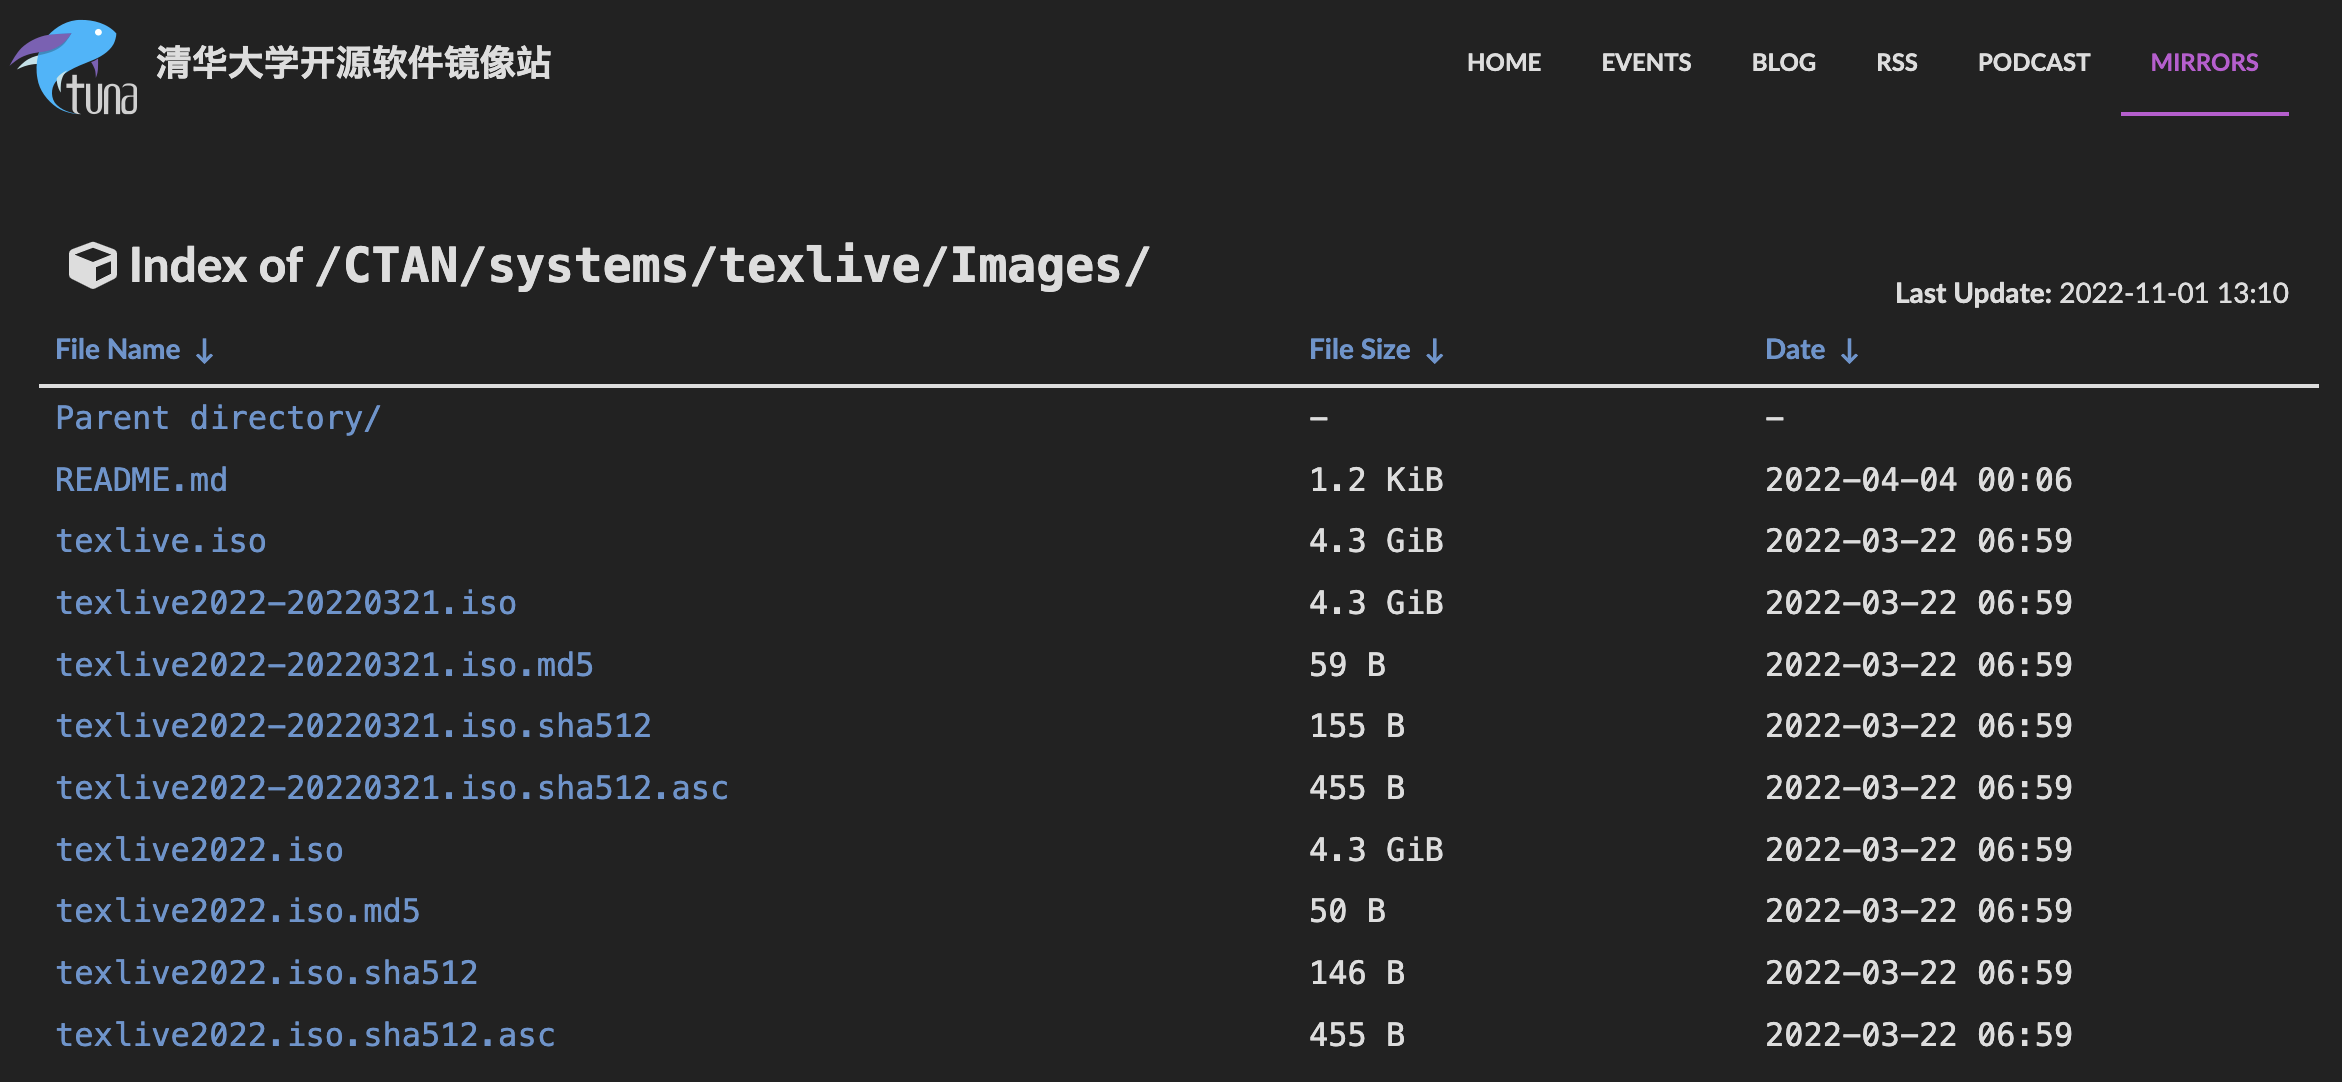 tuna
清华大学开源软件镜像站
HOME EVENTS BLOG RSS PODCAST MIRRORS
Index of /CTAN/systems/texlive/Images/
Last Update: 2022-11-01 13:10
File Name ↓ File Size ↓ Date ↓
Parent directory/ - -
README.md 1.2 KiB 2022-04-04 00:06
texlive.iso 4.3 GiB 2022-03-22 06:59
texlive2022-20220321.iso 4.3 GiB 2022-03-22 06:59
texlive2022-20220321.iso.md5 59 B 2022-03-22 06:59
texlive2022-20220321.iso.sha512 155 B 2022-03-22 06:59
texlive2022-20220321.iso.sha512.asc 455 B 2022-03-22 06:59
texlive2022.iso 4.3 GiB 2022-03-22 06:59
texlive2022.iso.md5 50 B 2022-03-22 06:59
texlive2022.iso.sha512 146 B 2022-03-22 06:59
texlive2022.iso.sha512.asc 455 B 2022-03-22 06:59